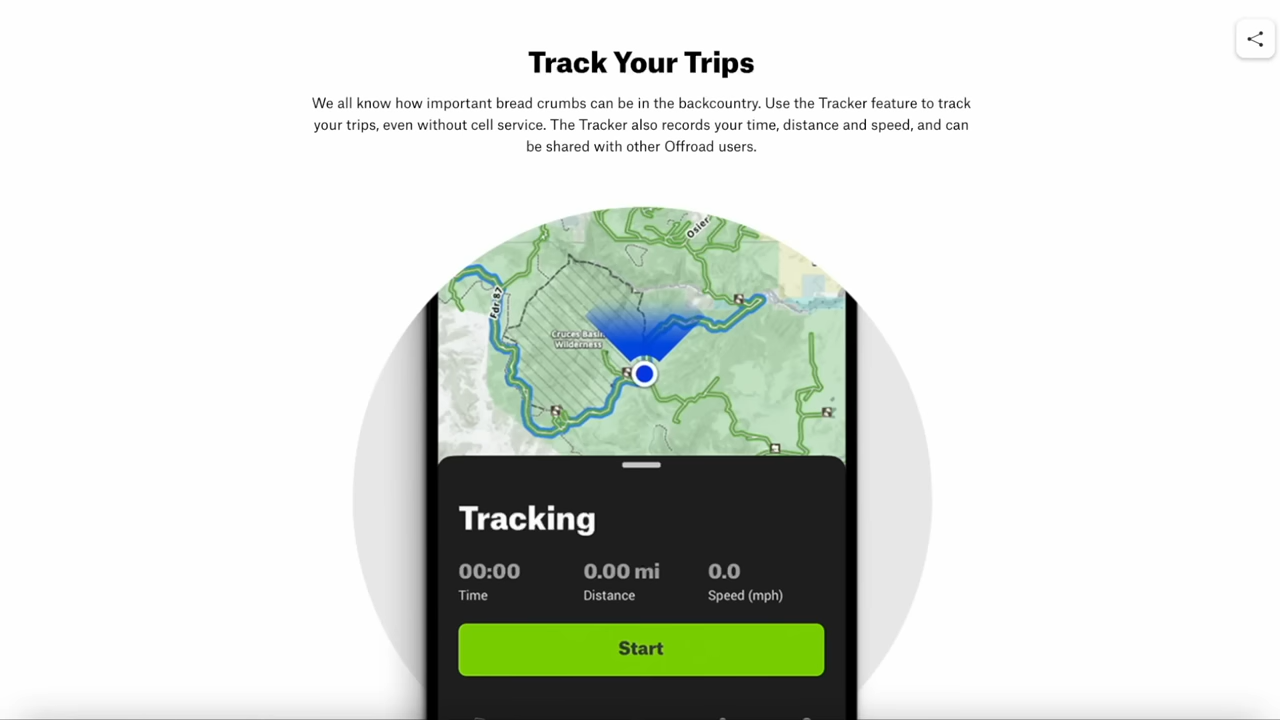 Track Your Trips
We all know how important bread crumbs can be in the backcountry. Use the Tracker feature to track
your trips, even without cell service. The Tracker also records your time, distance and speed, and can
be shared with other Offroad users.
Osier
Fdr 87
Cruces Basin
Wilderness
Tracking
00:00 0.00 mi 0.0
Time Distance Speed (mph)
Start